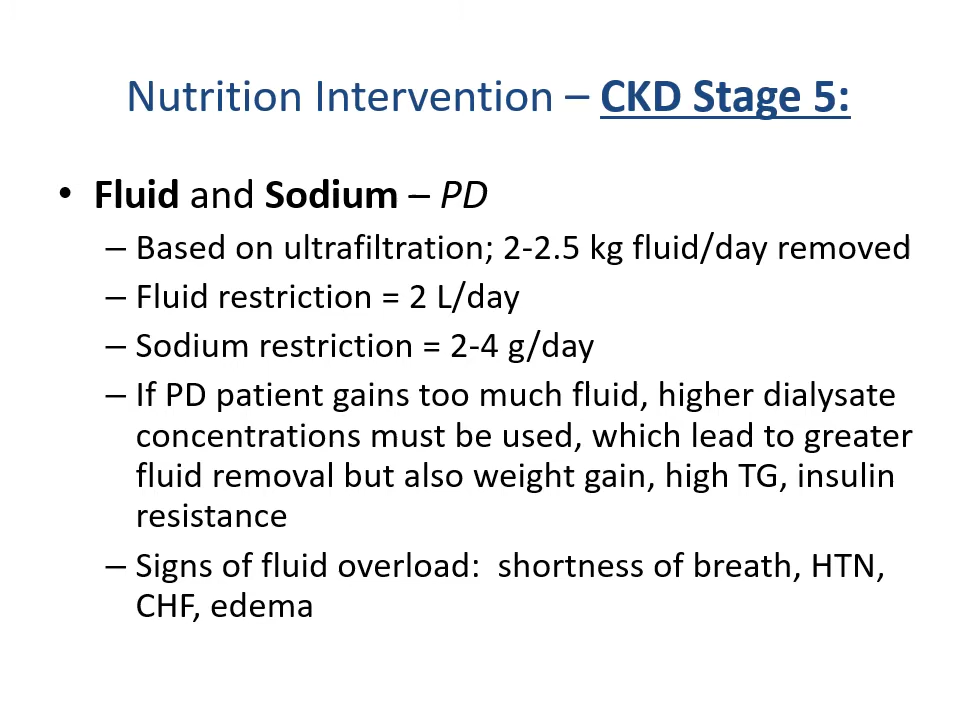 Nutrition Intervention – CKD Stage 5:
• Fluid and Sodium – PD
– Based on ultrafiltration; 2-2.5 kg fluid/day removed
– Fluid restriction = 2 L/day
– Sodium restriction = 2-4 g/day
– If PD patient gains too much fluid, higher dialysate
concentrations must be used, which lead to greater
fluid removal but also weight gain, high TG, insulin
resistance
– Signs of fluid overload:  shortness of breath, HTN,
CHF, edema